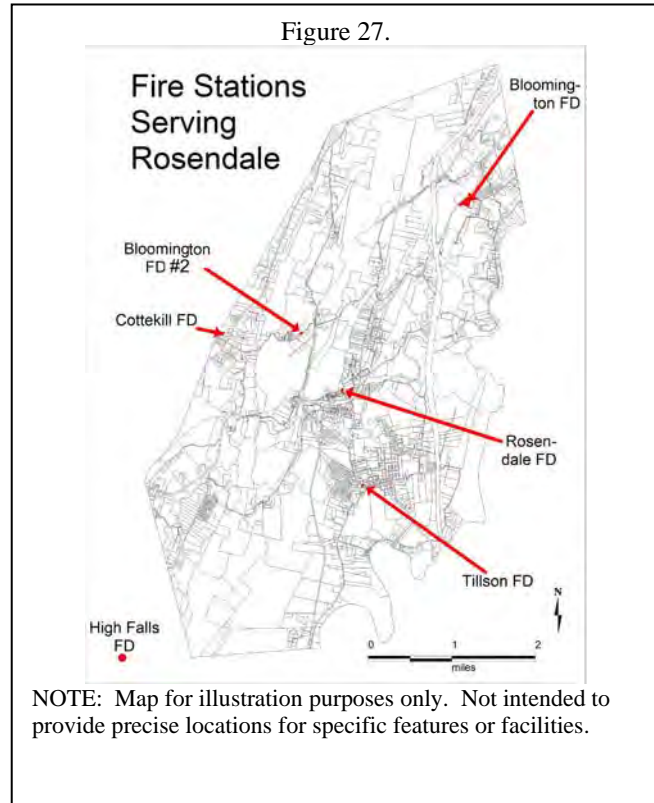 Figure 27.
Fire Stations
Serving
Rosendale
Blooming-
ton FD
Bloomington
FD #2
Cottekill FD
Rosen-
dale FD
Tillson FD
N
High Falls
FD
0 1 2
miles
NOTE: Map for illustration purposes only. Not intended to
provide precise locations for specific features or facilities.